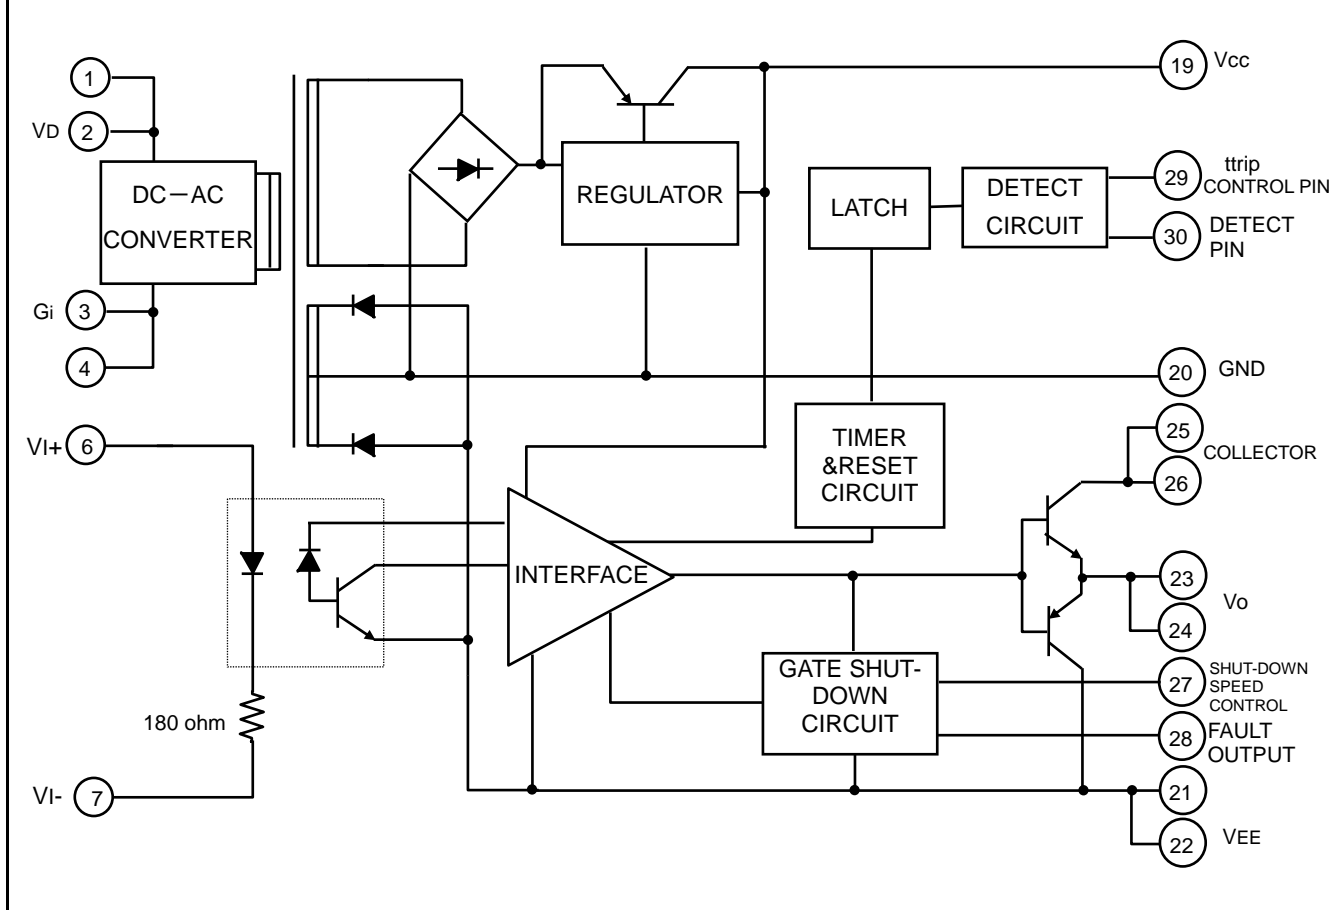 1
VD 2
DC－AC
CONVERTER
Gi 3
4
VI+ 6
180 ohm
VI- 7
REGULATOR
LATCH
DETECT
CIRCUIT
TIMER
&RESET
CIRCUIT
INTERFACE
GATE SHUT-
DOWN
CIRCUIT
19 Vcc
29 ttrip
CONTROL PIN
30 DETECT
PIN
20 GND
25
COLLECTOR
26
23
Vo
24
27 SHUT-DOWN
SPEED
CONTROL
28 FAULT
OUTPUT
21
22 VEE